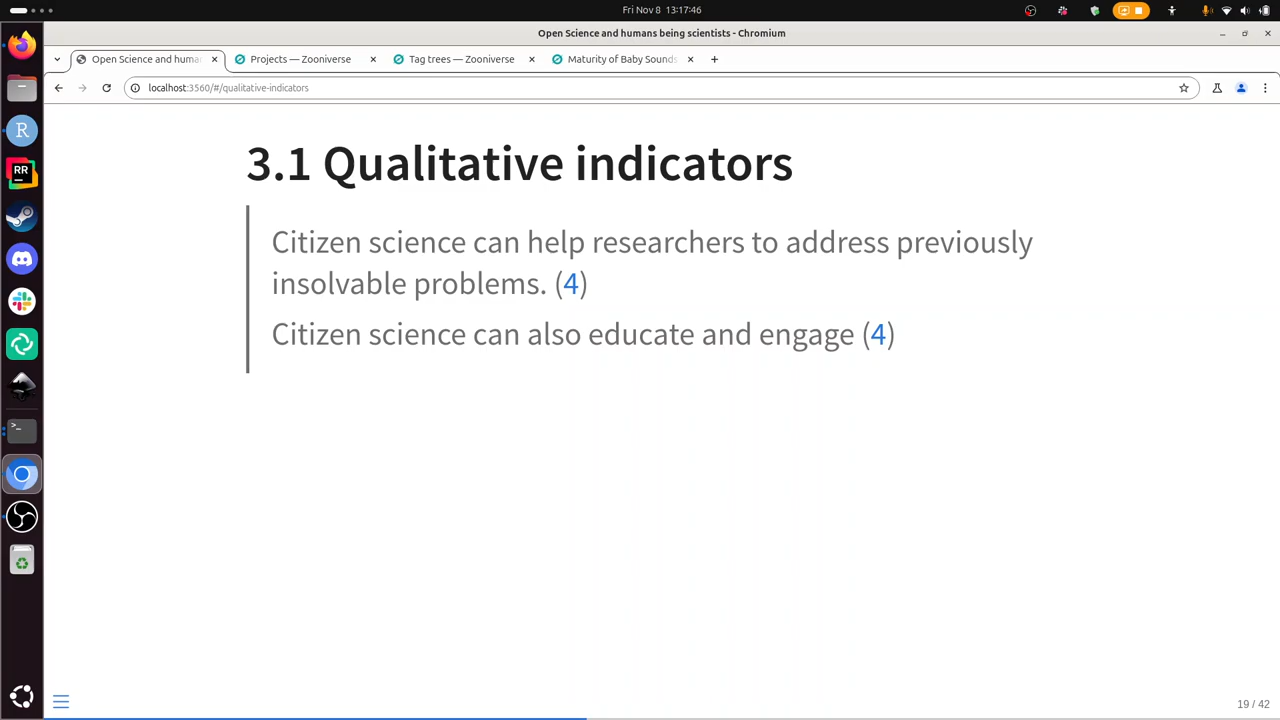 Fri Nov 8 13:17:46
Open Science and humans being scientists - Chromium
Open Science and huma
Projects — Zooniverse
Tag trees — Zooniverse
Maturity of Baby Sounds
localhost:3560/#/qualitative-indicators
R
RR
3.1 Qualitative indicators
Citizen science can help researchers to address previously
insolvable problems. (4)
Citizen science can also educate and engage (4)
19 / 42